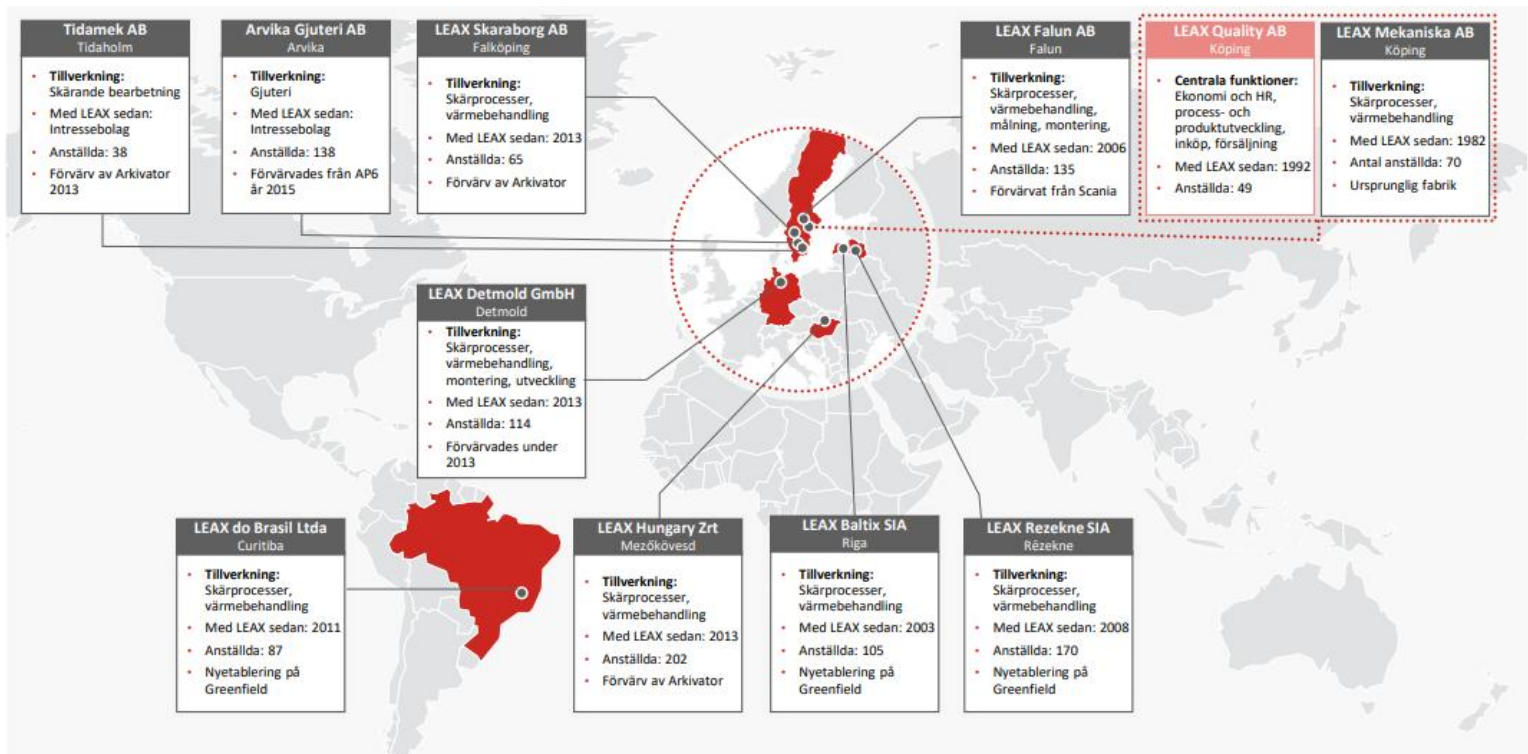 Tidamek AB
Tidaholm
• Tillverkning:
Skärande bearbetning
• Med LEAX sedan:
Intressebolag
• Anställda: 38
• Förvärv av Arkivator
2013
Arvika Gjuteri AB
Arvika
• Tillverkning:
Gjuteri
• Med LEAX sedan:
Intressebolag
• Anställda: 138
• Förvärvades från AP6
år 2015
LEAX Skaraborg AB
Falköping
• Tillverkning:
Skärprocesser,
värmebehandling
• Med LEAX sedan: 2013
• Anställda: 65
• Förvärv av Arkivator
LEAX Falun AB
Falun
• Tillverkning:
Skärprocesser,
värmebehandling,
målning, montering,
• Med LEAX sedan: 2006
• Anställda: 135
• Förvärvat från Scania
LEAX Quality AB
Köping
• Centrala funktioner:
Ekonomi och HR,
process- och
produktutveckling,
inköp, försäljning
• Med LEAX sedan: 1992
• Anställda: 49
LEAX Mekaniska AB
Köping
• Tillverkning:
Skärprocesser,
värmebehandling
• Med LEAX sedan: 1982
• Antal anställda: 70
• Ursprunglig fabrik
LEAX Detmold GmbH
Detmold
• Tillverkning:
Skärprocesser,
värmebehandling,
montering, utveckling
• Med LEAX sedan: 2013
• Anställda: 114
• Förvärvades under
2013
LEAX do Brasil Ltda
Curitiba
• Tillverkning:
Skärprocesser,
värmebehandling
• Med LEAX sedan: 2011
• Anställda: 87
• Nyetablering på
Greenfield
LEAX Hungary Zrt
Mezőkövesd
• Tillverkning:
Skärprocesser,
värmebehandling
• Med LEAX sedan: 2013
• Anställda: 202
• Förvärv av Arkivator
LEAX Baltix SIA
Riga
• Tillverkning:
Skärprocesser,
värmebehandling
• Med LEAX sedan: 2003
• Anställda: 105
• Nyetablering på
Greenfield
LEAX Rezekne SIA
Rēzekne
• Tillverkning:
Skärprocesser,
värmebehandling
• Med LEAX sedan: 2008
• Anställda: 170
• Nyetablering på
Greenfield